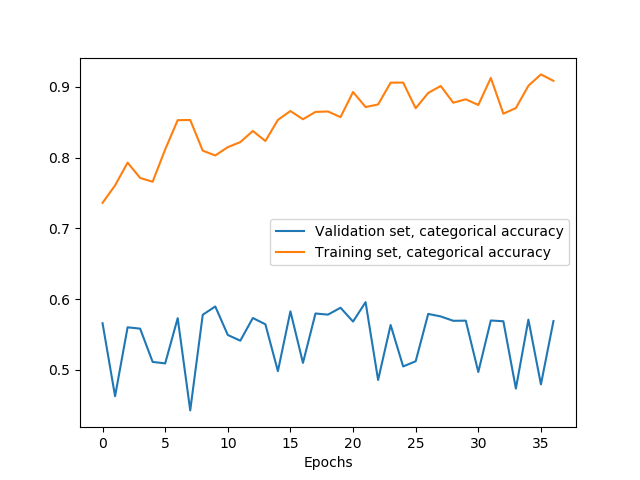 0.9
0.8
0.7
Validation set, categorical accuracy
Training set, categorical accuracy
0.6
0.5
0 5 10 15 20 25 30 35
Epochs